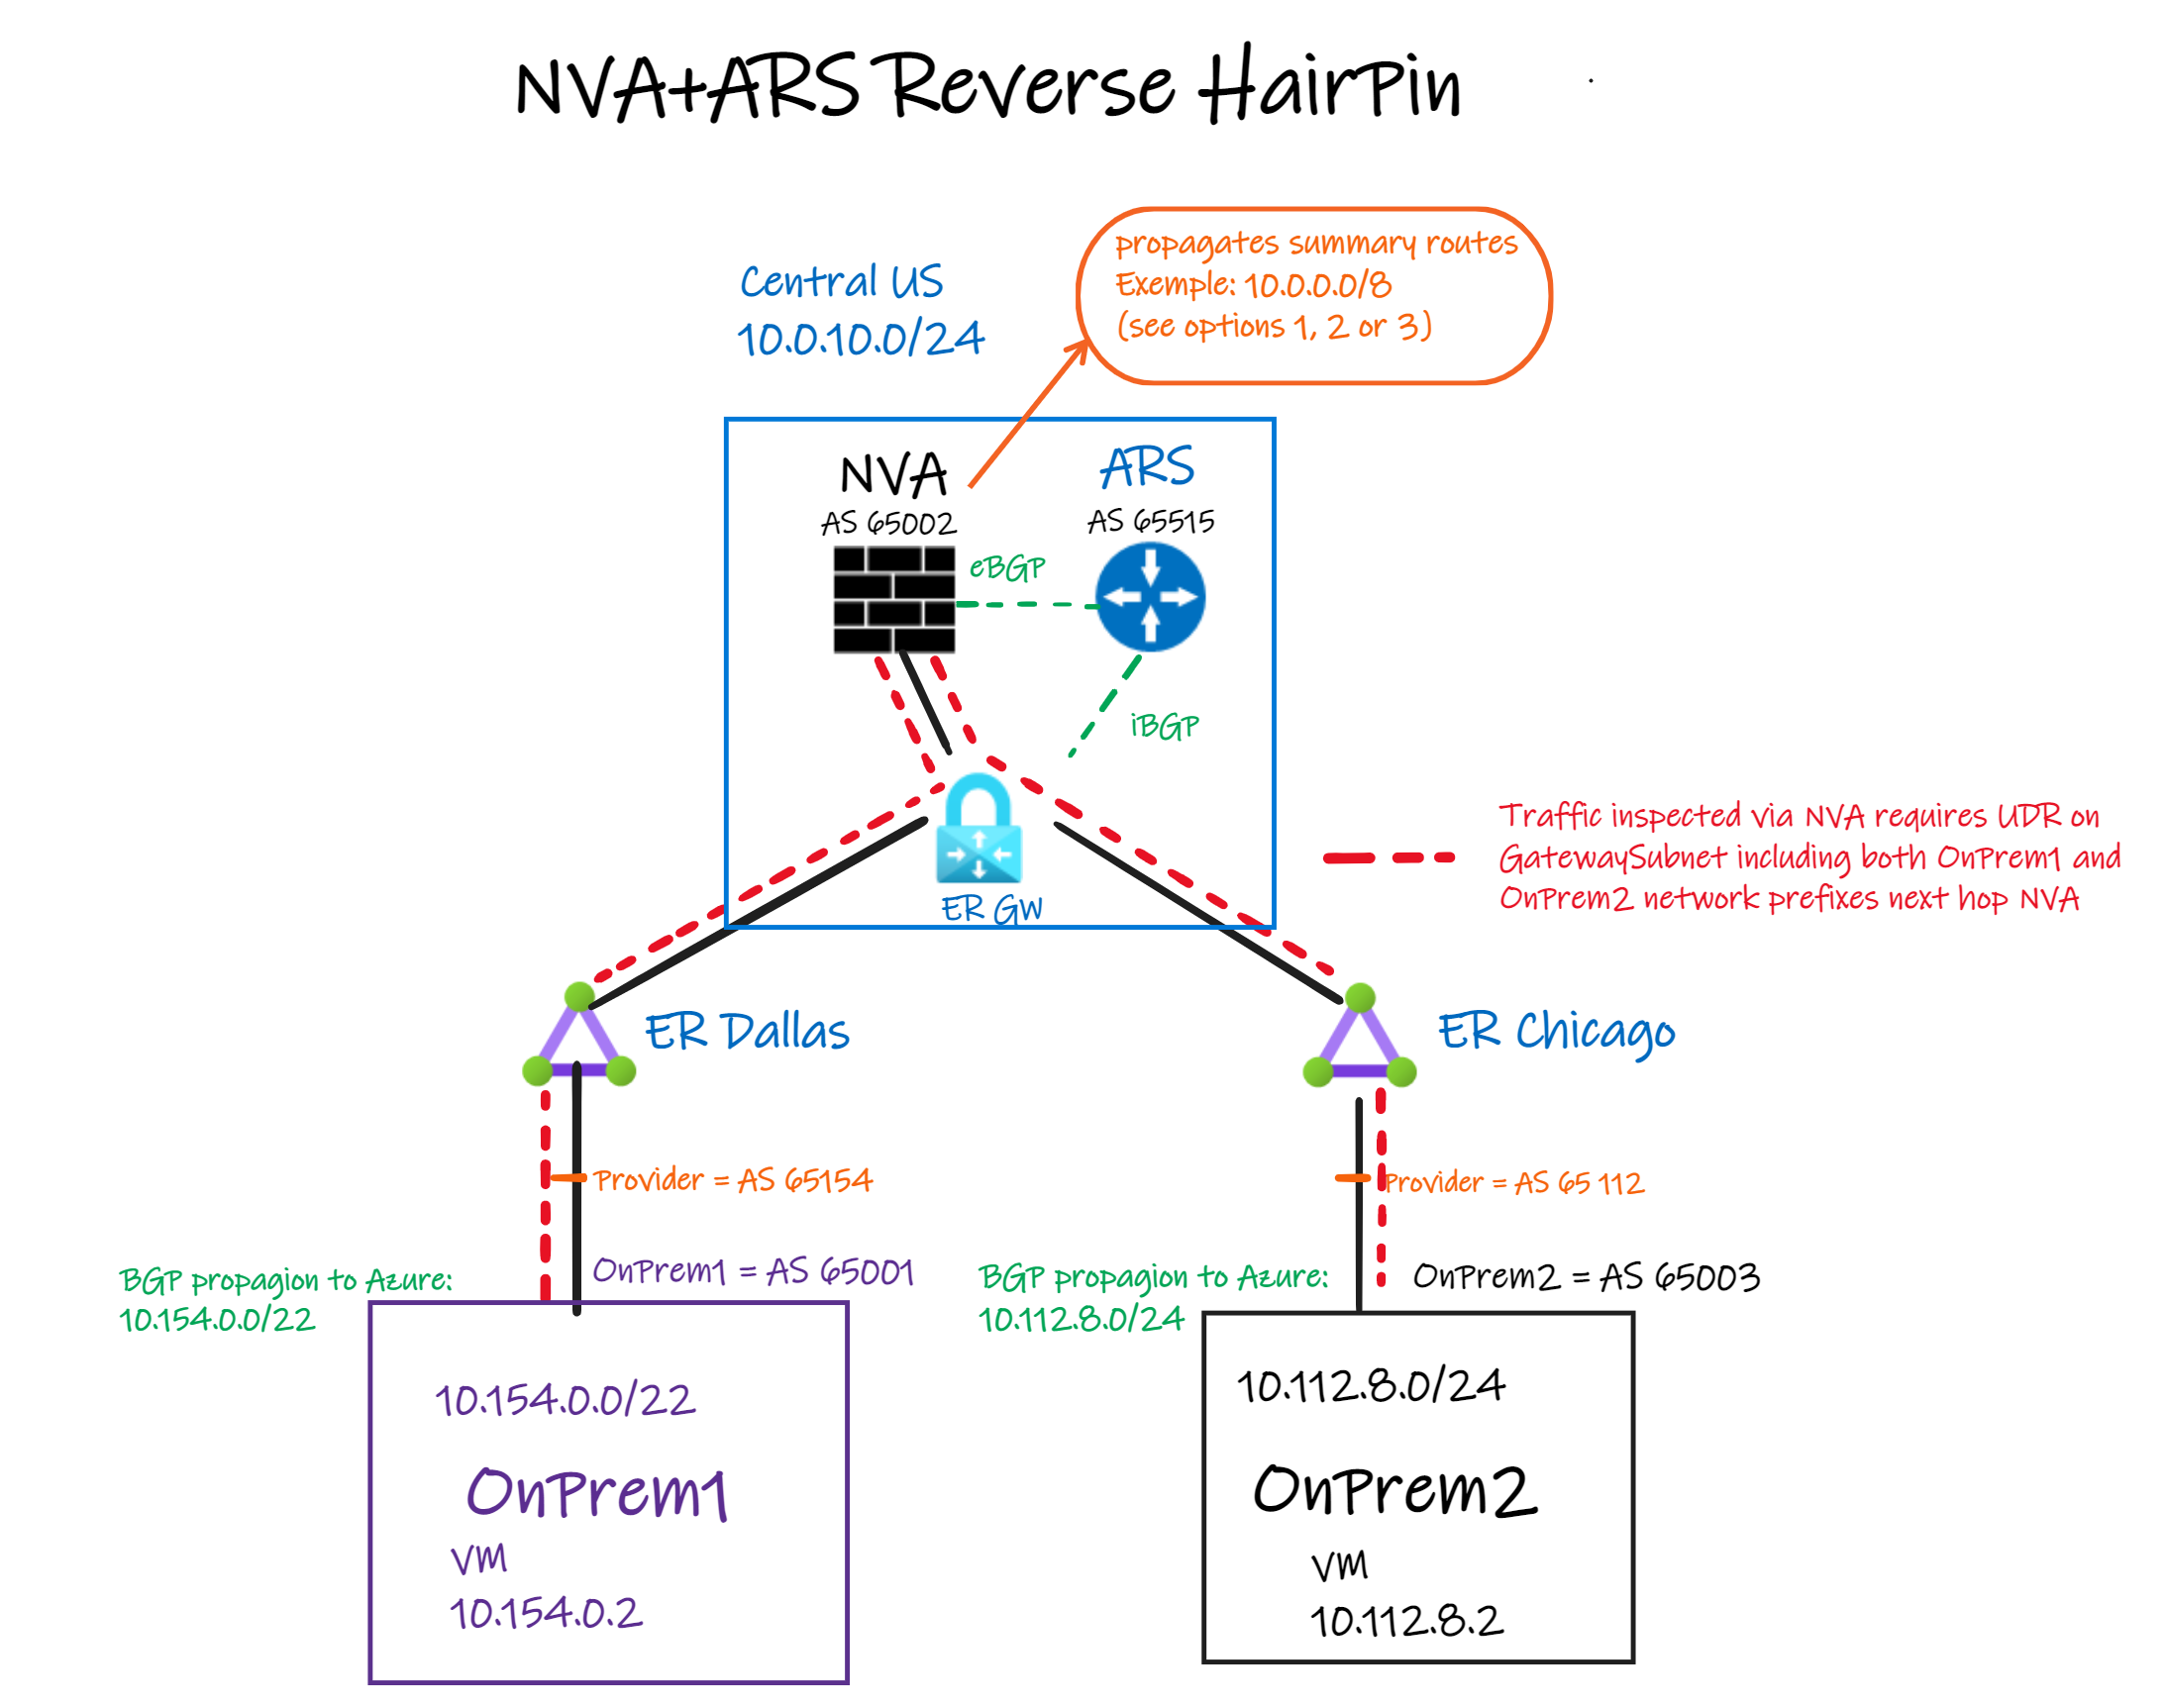 NVA+ARS Reverse HairPin
propagates summary routes
Exemple: 10.0.0.0/8
(see options 1, 2 or 3)
Central US
10.0.10.0/24
NVA
AS 65002
ARS
AS 65515
eBGP
iBGP
ER GW
Traffic inspected via NVA requires UDR on
GatewaySubnet including both OnPrem1 and
OnPrem2 network prefixes next hop NVA
ER Dallas
ER Chicago
Provider = AS 65154
Provider = AS 65 112
OnPrem1 = AS 65001
OnPrem2 = AS 65003
BGP propagion to Azure:
10.154.0.0/22
BGP propagion to Azure:
10.112.8.0/24
10.154.0.0/22
OnPrem1
VM
10.154.0.2
10.112.8.0/24
OnPrem2
VM
10.112.8.2